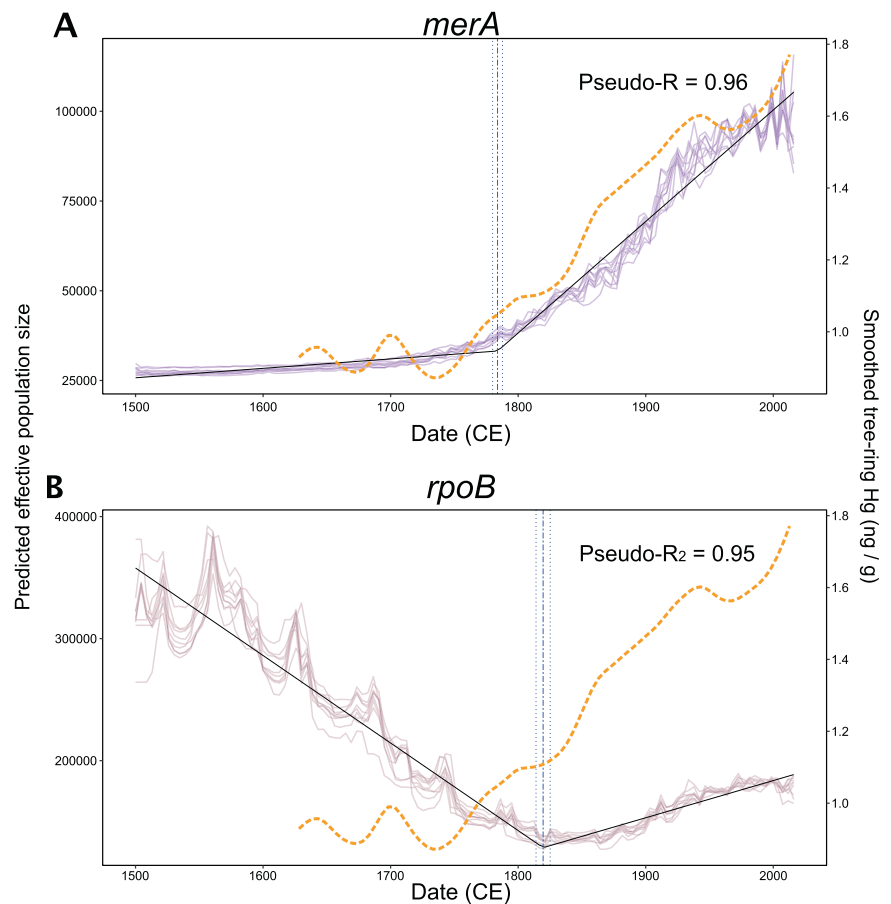 A
merA
Pseudo-R = 0.96
100000
75000
50000
25000
1.8
1.6
1.4
1.2
1.0
1500
1600
1700
1800
1900
2000
Date (CE)
Predicted effective population size
Smoothed tree-ring Hg (ng / g)
B
rpoB
Pseudo-R2 = 0.95
400000
300000
200000
1.8
1.6
1.4
1.2
1.0
1500
1600
1700
1800
1900
2000
Date (CE)